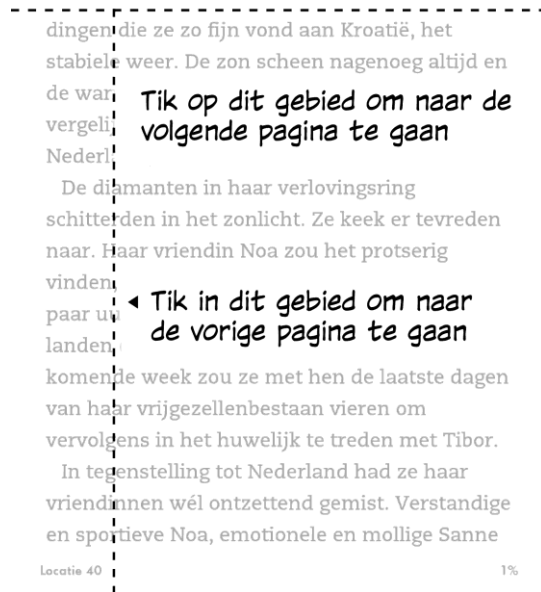 dingen die ze zo fijn vond aan Kroatië, het
stabiele weer. De zon scheen nagenoeg altijd en
de war
Tik op dit gebied om naar de
vergeli
volgende pagina te gaan
Nederl
De diamanten in haar verlovingsring
schitterden in het zonlicht. Ze keek er tevreden
naar. Haar vriendin Noa zou het protserig
vinden,
Tik in dit gebied om naar
paar uu
de vorige pagina te gaan
landen
komende week zou ze met hen de laatste dagen
van haar vrijgezellenbestaan vieren om
vervolgens in het huwelijk te treden met Tibor.
In tegenstelling tot Nederland had ze haar
vriendinnen wél ontzettend gemist. Verstandige
en sportieve Noa, emotionele en mollige Sanne
Locatie 40 1%